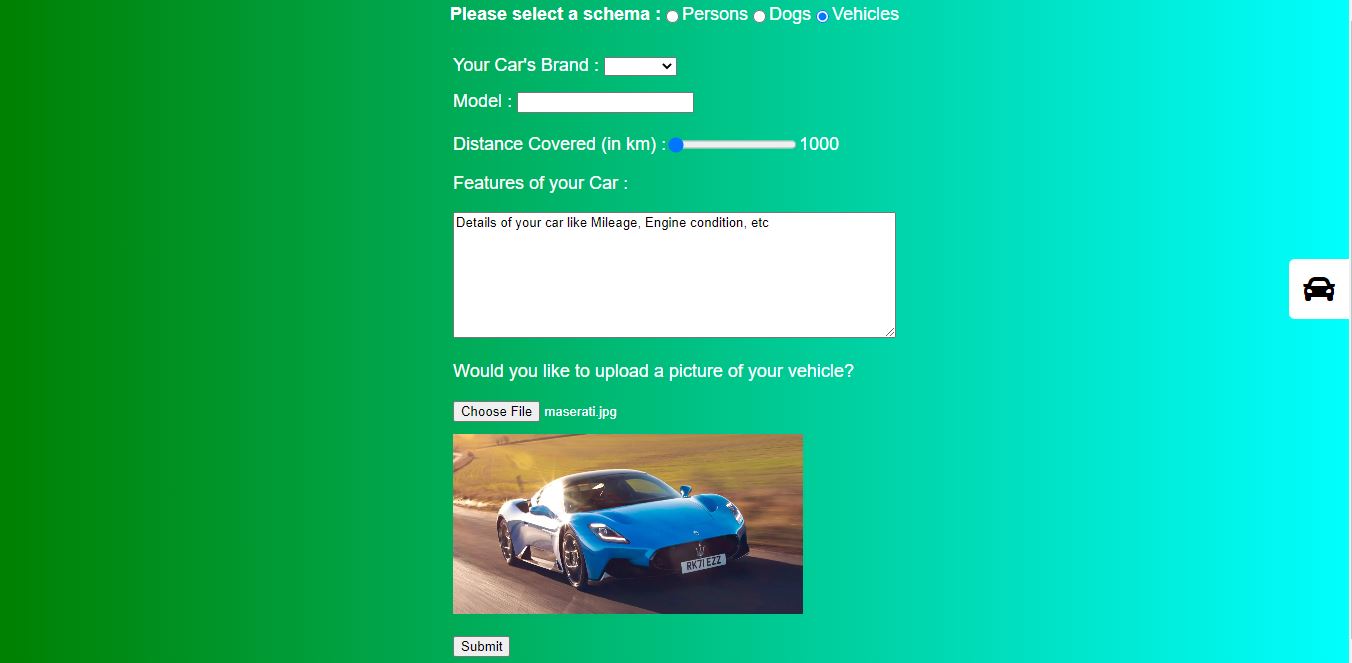 Please select a schema : Persons Dogs Vehicles
Your Car's Brand :
Model :
Distance Covered (in km) : 1000
Features of your Car :
Details of your car like Mileage, Engine condition, etc
Would you like to upload a picture of your vehicle?
Choose File maserati.jpg
RK71 EZZ
Submit